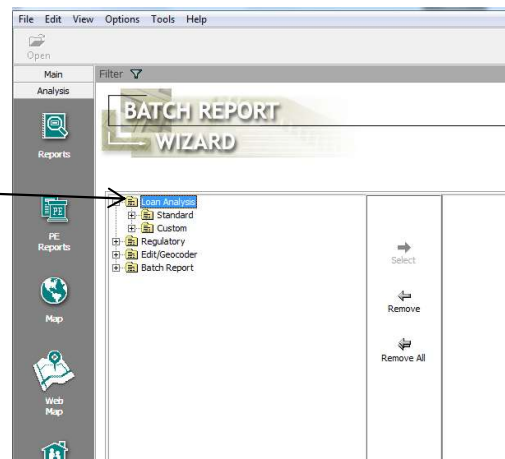 File Edit View Options Tools Help
Open
Main
Analysis
Filter
BATCH REPORT
WIZARD
Reports
PE
PE
Reports
Map
Web
Map
Loan Analysis
Standard
Custom
Regulatory
Edit/Geocoder
Batch Report
Select
Remove
Remove All